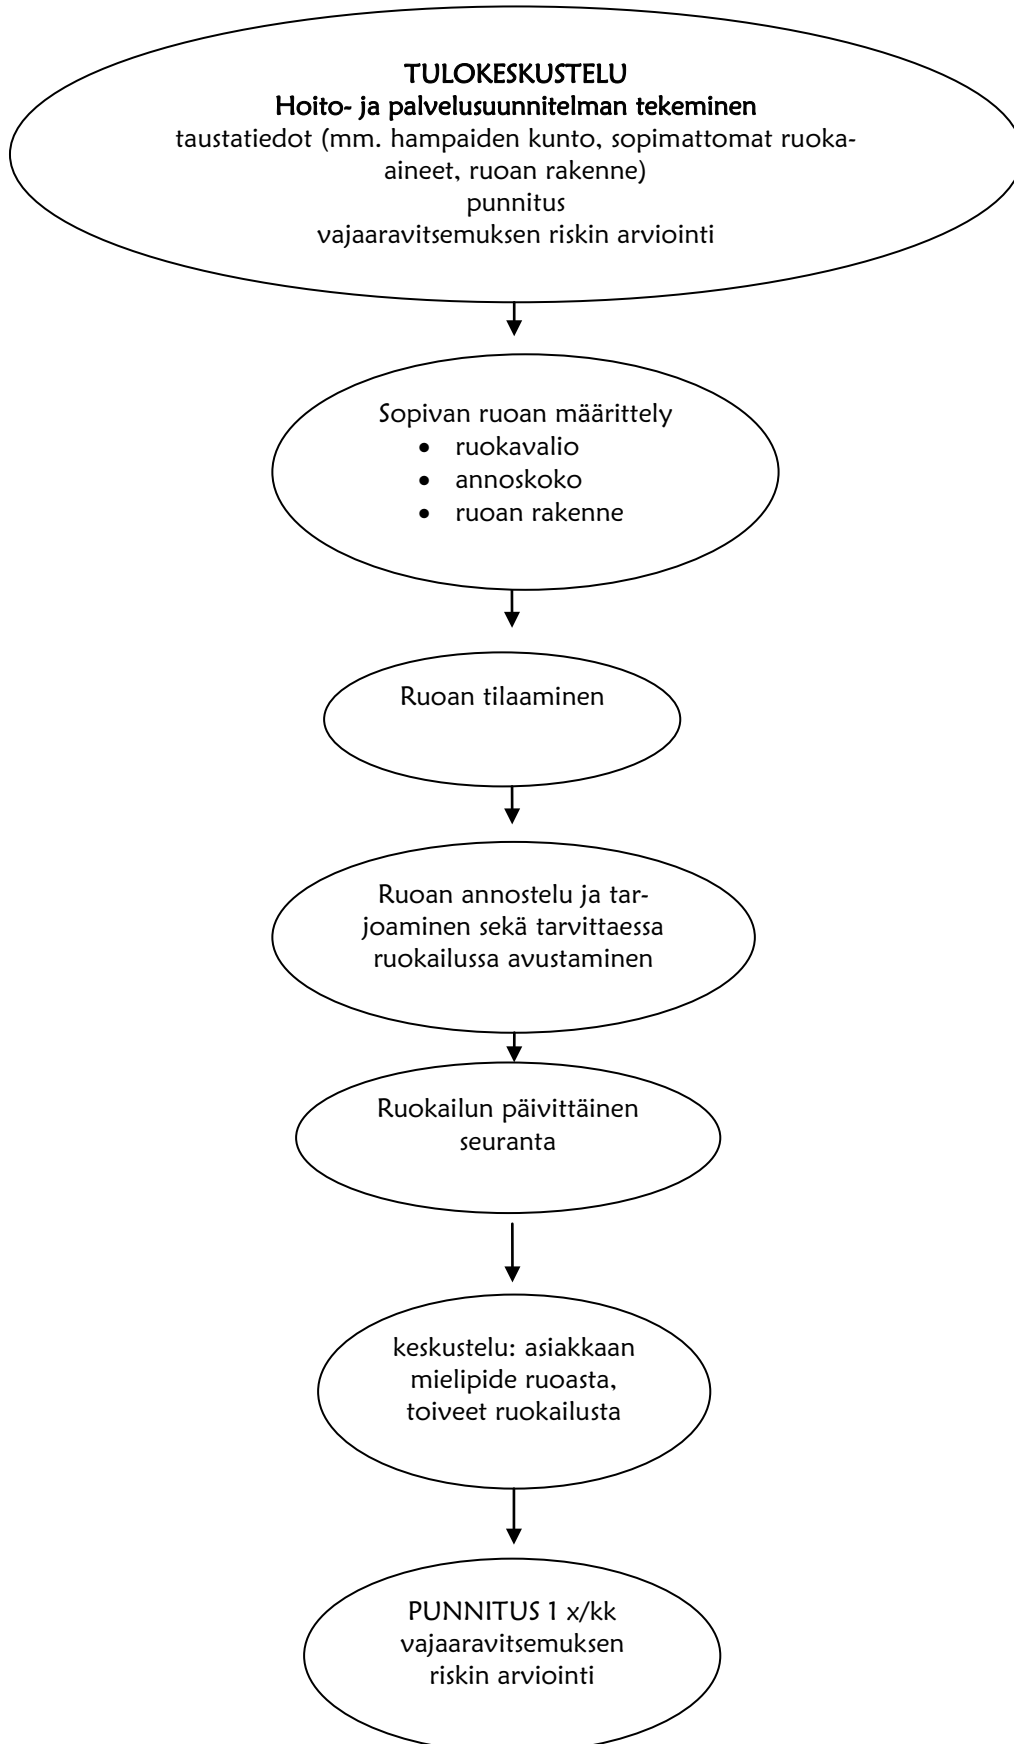 TULOKESKUSTELU
Hoito- ja palvelusuunnitelman tekeminen
taustatiedot (mm. hampaiden kunto, sopimattomat ruoka-
aineet, ruoan rakenne)
punnitus
vajaaravitsemuksen riskin arviointi
Sopivan ruoan määrittely
• ruokavalio
• annoskoko
• ruoan rakenne
Ruoan tilaaminen
Ruoan annostelu ja tar-
joaminen sekä tarvittaessa
ruokailussa avustaminen
Ruokailun päivittäinen
seuranta
keskustelu: asiakkaan
mielipide ruoasta,
toiveet ruokailusta
PUNNITUS 1 x/kk
vajaaravitsemuksen
riskin arviointi